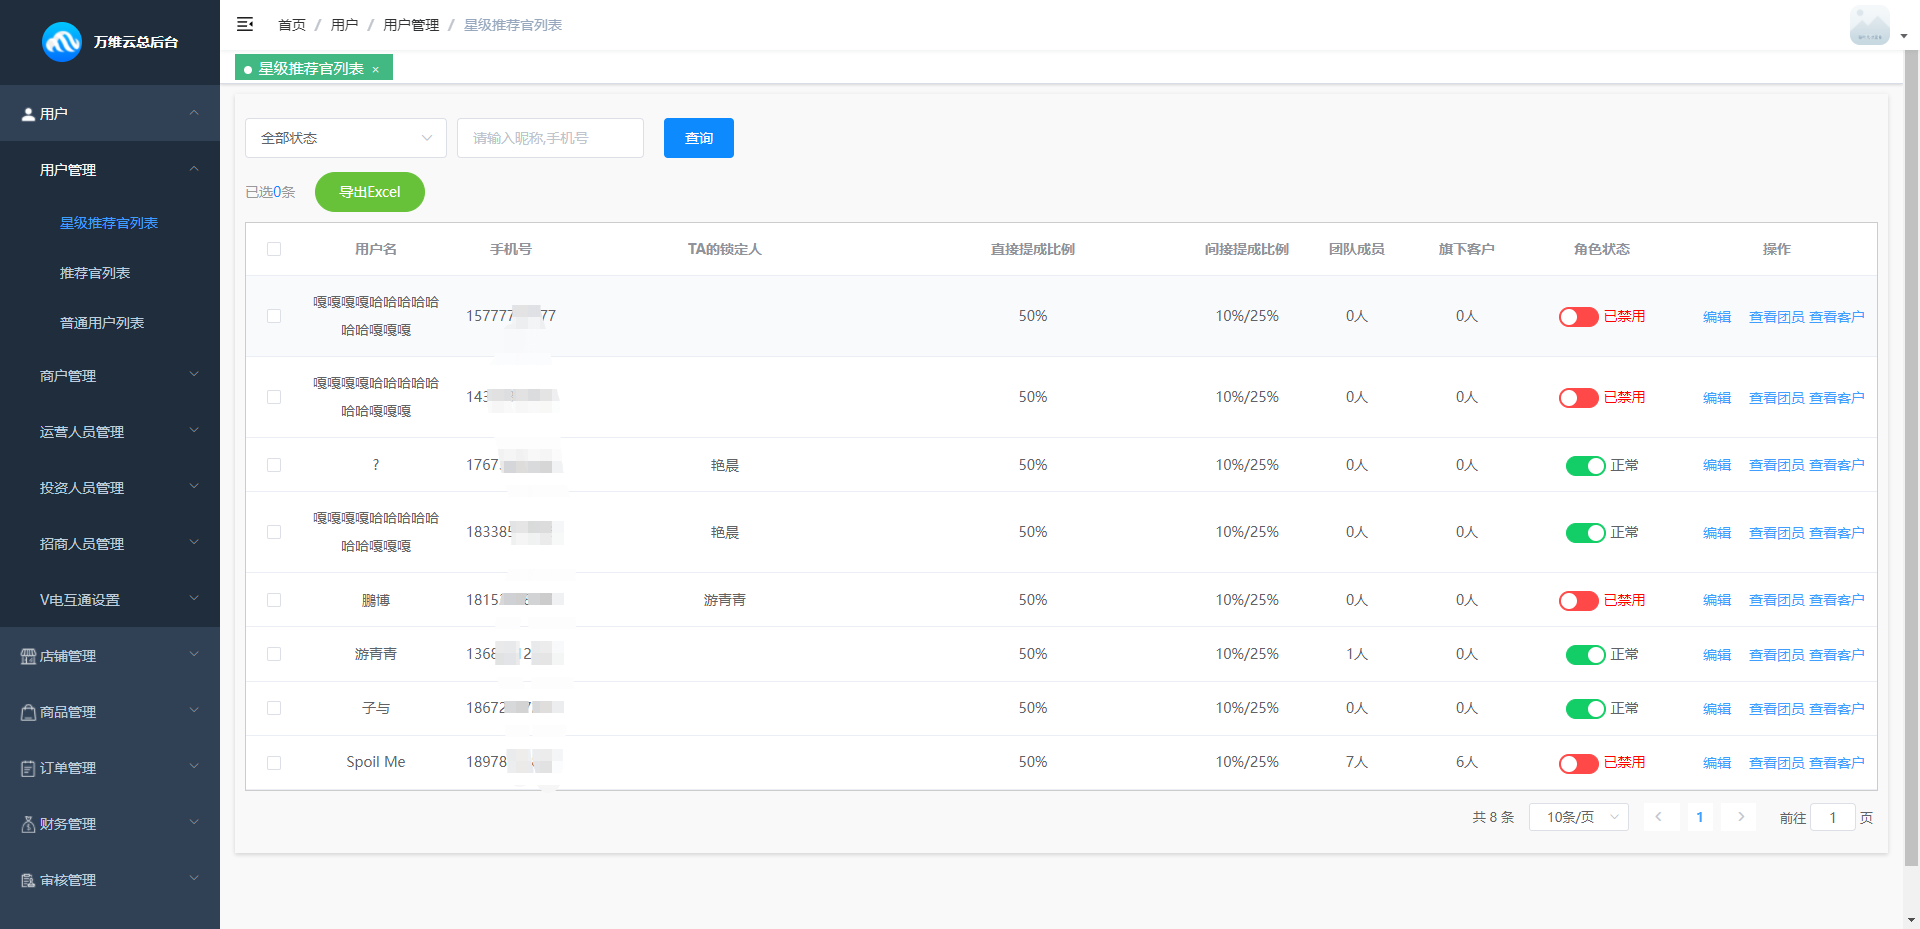 万维云总后台
首页 / 用户 / 用户管理 / 星级推荐官列表
星级推荐官列表 ×
用户
用户管理
星级推荐官列表
推荐官列表
普通用户列表
商户管理
运营人员管理
投资人员管理
招商人员管理
V电互通设置
店铺管理
商品管理
订单管理
财务管理
审核管理
全部状态 请输入昵称,手机号 查询
已选0条 导出Excel
用户名 手机号 TA的锁定人 直接提成比例 间接提成比例 团队成员 旗下客户 角色状态 操作
嘎嘎嘎嘎哈哈哈哈哈
哈哈嘎嘎嘎
157777 77 50% 10%/25% 0人 0人 已禁用 编辑 查看团员 查看客户
嘎嘎嘎嘎哈哈哈哈哈
哈哈嘎嘎嘎
143 50% 10%/25% 0人 0人 已禁用 编辑 查看团员 查看客户
? 1767 艳晨 50% 10%/25% 0人 0人 正常 编辑 查看团员 查看客户
嘎嘎嘎嘎哈哈哈哈哈
哈哈嘎嘎嘎
18338 艳晨 50% 10%/25% 0人 0人 正常 编辑 查看团员 查看客户
鹏博 1815 游青青 50% 10%/25% 0人 0人 已禁用 编辑 查看团员 查看客户
游青青 1368 12 50% 10%/25% 1人 0人 正常 编辑 查看团员 查看客户
子与 1867 50% 10%/25% 0人 0人 正常 编辑 查看团员 查看客户
Spoil Me 18978 50% 10%/25% 7人 6人 已禁用 编辑 查看团员 查看客户
共 8 条 10条/页 1 前往 1 页